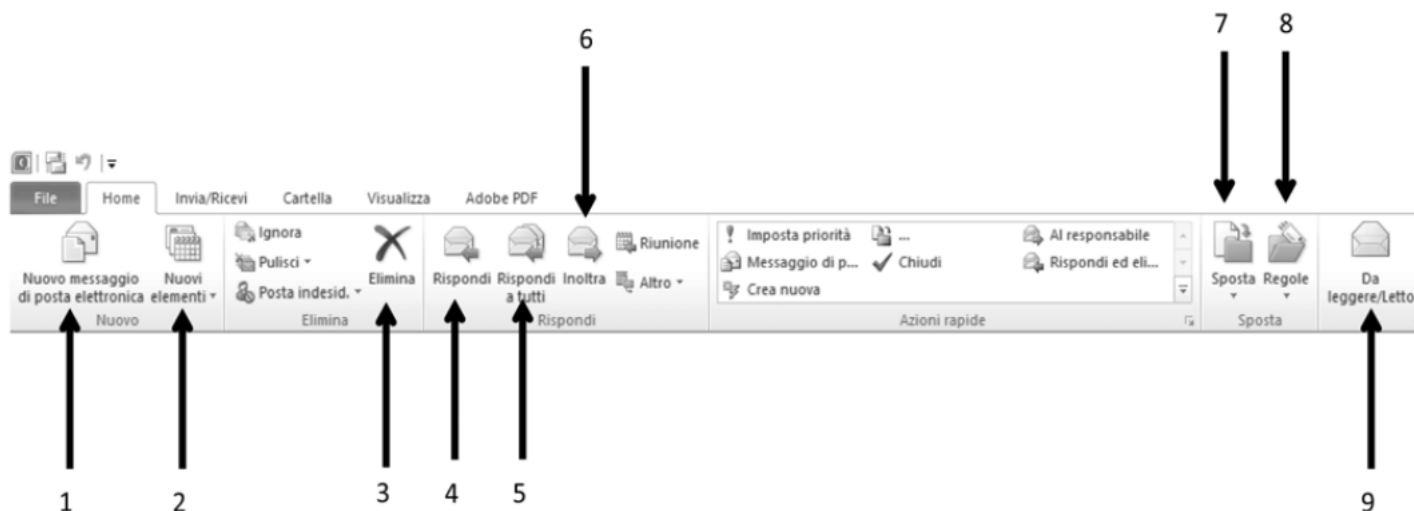 7 8
6
File Home Invia/Ricevi Cartella Visualizza Adobe PDF
Ignora
Pulisci
Posta indesid.
Nuovo messaggio
di posta elettronica
Nuovi
elementi
Elimina
Rispondi
Rispondi
a tutti
Inoltra
Riunione
Altro
Imposta priorità
Messaggio di p...
Crea nuova
...
Chiudi
Al responsabile
Rispondi ed eli...
Sposta
Regole
Da
leggere/Letto
Nuovo Elimina Rispondi Azioni rapide Sposta
1 2 3 4 5 9